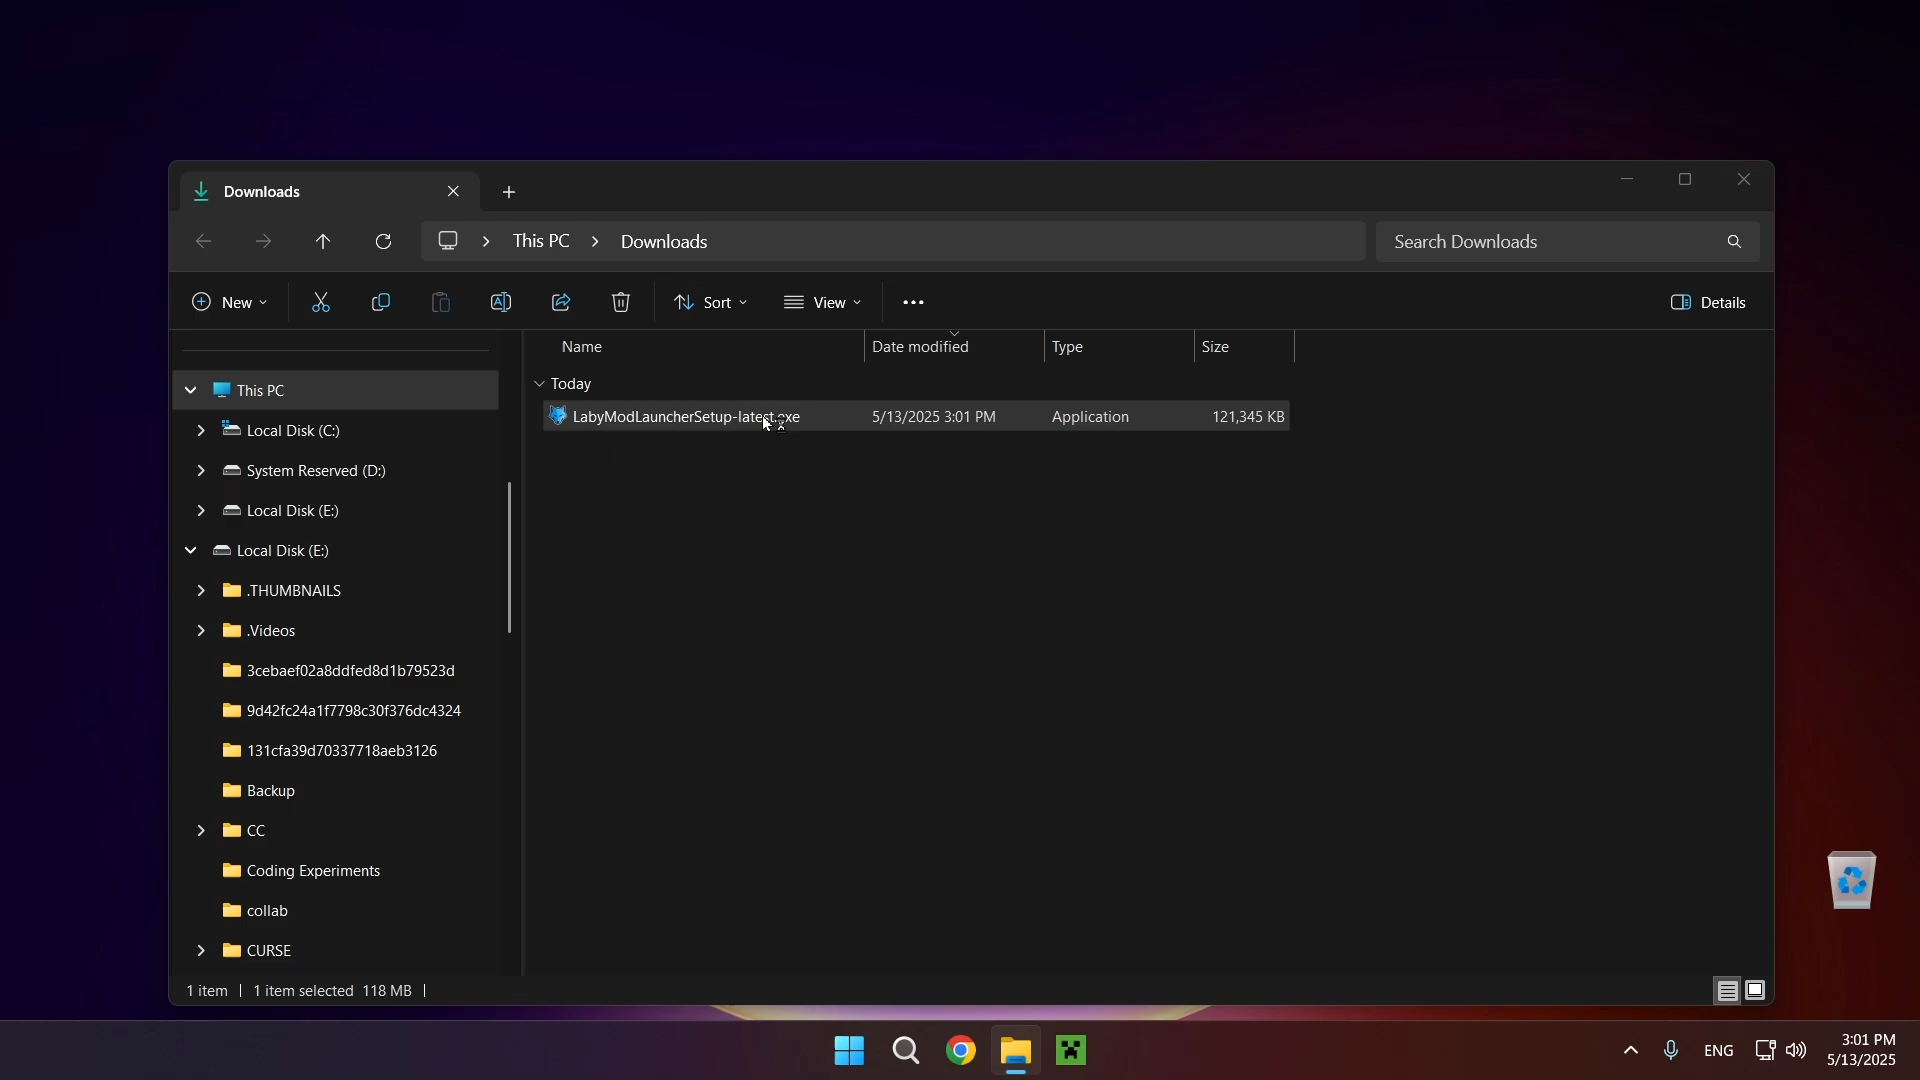 Downloads
This PC > Downloads
Search Downloads
New
Sort
View
Details
Name
Date modified
Type
Size
Today
LabyModLauncherSetup-latest.exe 5/13/2025 3:01 PM Application 121,345 KB
This PC
Local Disk (C:)
System Reserved (D:)
Local Disk (E:)
Local Disk (E:)
.THUMBNAILS
.Videos
3cebaef02a8ddfed8d1b79523d
9d42fc24a1f7798c30f376dc4324
131cfa39d70337718aeb3126
Backup
CC
Coding Experiments
collab
CURSE
1 item | 1 item selected 118 MB |
ENG
3:01 PM
5/13/2025